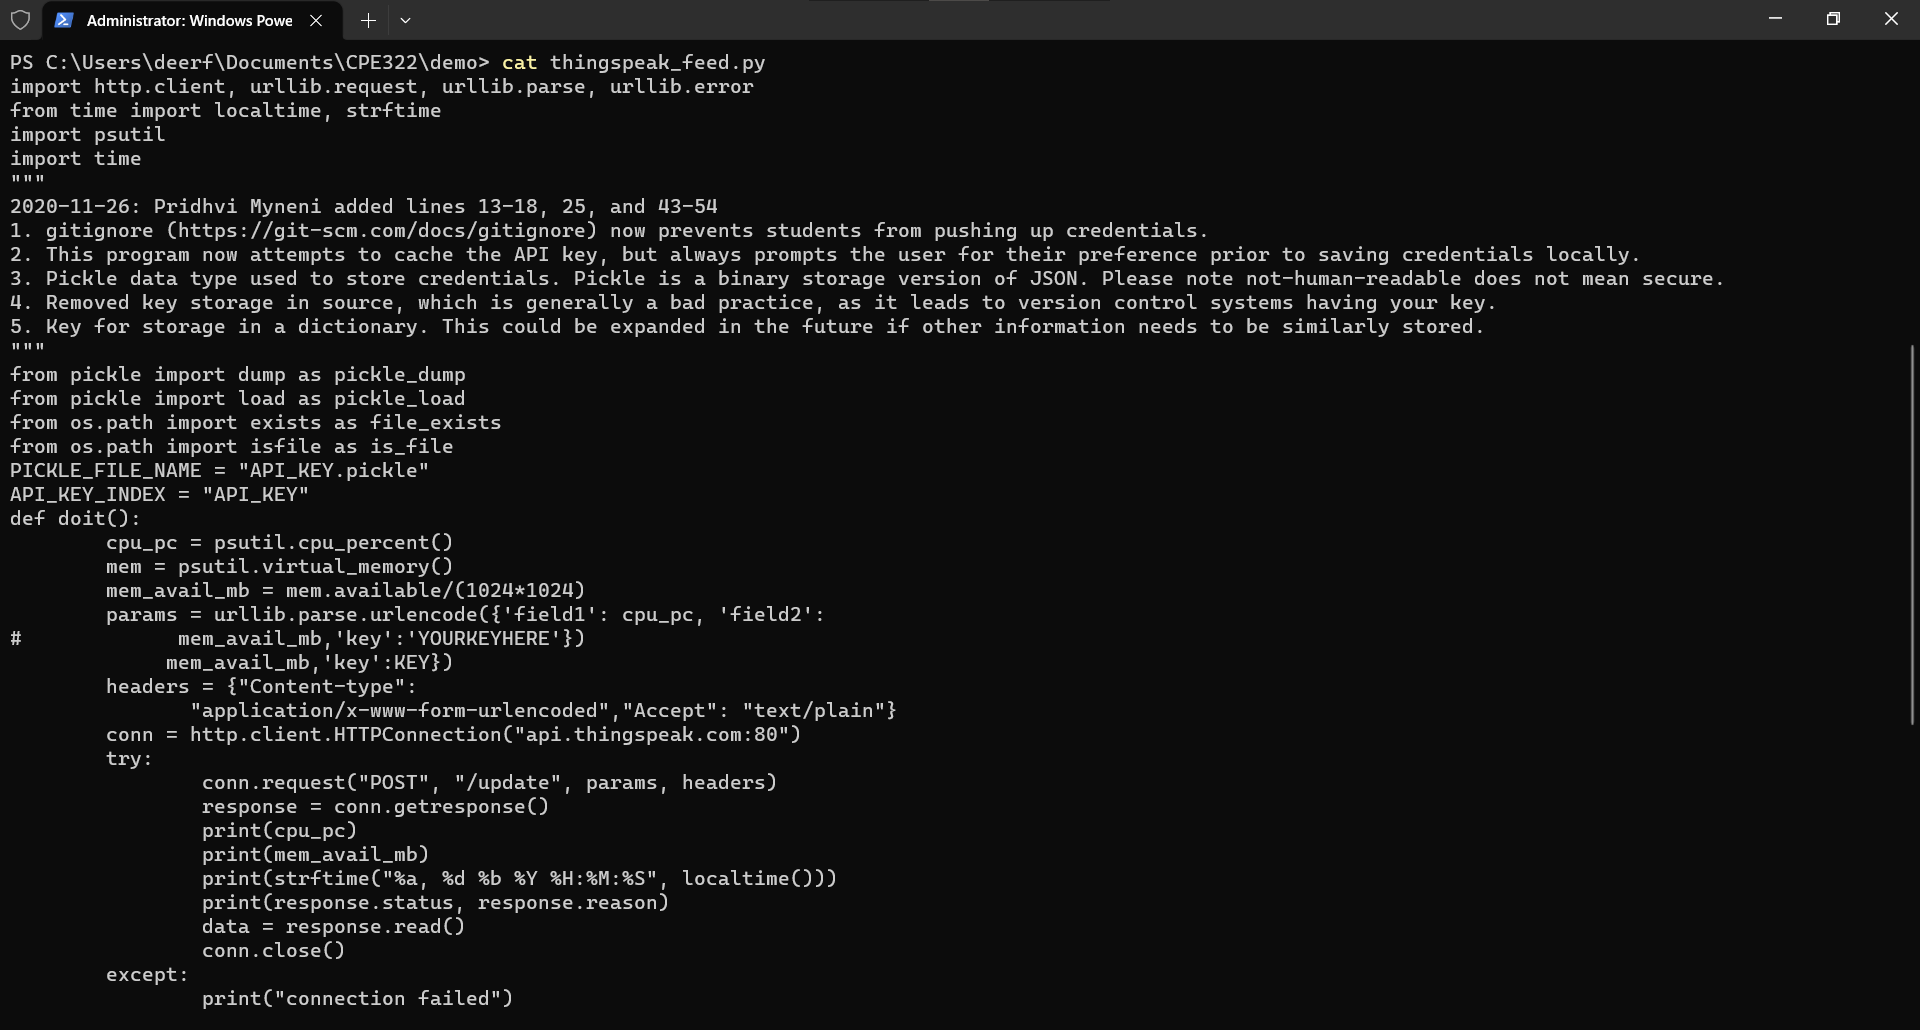 Administrator: Windows Powe
PS C:\Users\deerf\Documents\CPE322\demo> cat thingspeak_feed.py
import http.client, urllib.request, urllib.parse, urllib.error
from time import localtime, strftime
import psutil
import time
"""
2020-11-26: Pridhvi Myneni added lines 13-18, 25, and 43-54
1. gitignore (https://git-scm.com/docs/gitignore) now prevents students from pushing up credentials.
2. This program now attempts to cache the API key, but always prompts the user for their preference prior to saving credentials locally.
3. Pickle data type used to store credentials. Pickle is a binary storage version of JSON. Please note not-human-readable does not mean secure.
4. Removed key storage in source, which is generally a bad practice, as it leads to version control systems having your key.
5. Key for storage in a dictionary. This could be expanded in the future if other information needs to be similarly stored.
"""
from pickle import dump as pickle_dump
from pickle import load as pickle_load
from os.path import exists as file_exists
from os.path import isfile as is_file
PICKLE_FILE_NAME = "API_KEY.pickle"
API_KEY_INDEX = "API_KEY"
def doit():
        cpu_pc = psutil.cpu_percent()
        mem = psutil.virtual_memory()
        mem_avail_mb = mem.available/(1024*1024)
        params = urllib.parse.urlencode({'field1': cpu_pc, 'field2':
#             mem_avail_mb,'key':'YOURKEYHERE'})
             mem_avail_mb,'key':KEY})
        headers = {"Content-type":
               "application/x-www-form-urlencoded","Accept": "text/plain"}
        conn = http.client.HTTPConnection("api.thingspeak.com:80")
        try:
                conn.request("POST", "/update", params, headers)
                response = conn.getresponse()
                print(cpu_pc)
                print(mem_avail_mb)
                print(strftime("%a, %d %b %Y %H:%M:%S", localtime()))
                print(response.status, response.reason)
                data = response.read()
                conn.close()
        except:
                print("connection failed")